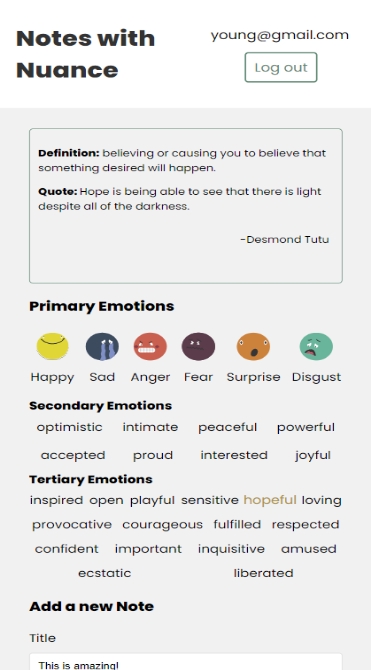 Notes with
Nuance
young@gmail.com
Log out
Definition: believing or causing you to believe that
something desired will happen.
Quote: Hope is being able to see that there is light
despite all of the darkness.
-Desmond Tutu
Primary Emotions
Happy Sad Anger Fear Surprise Disgust
Secondary Emotions
optimistic intimate peaceful powerful
accepted proud interested joyful
Tertiary Emotions
inspired open playful sensitive hopeful loving
provocative courageous fulfilled respected
confident important inquisitive amused
ecstatic liberated
Add a new Note
Title
This is amazing!